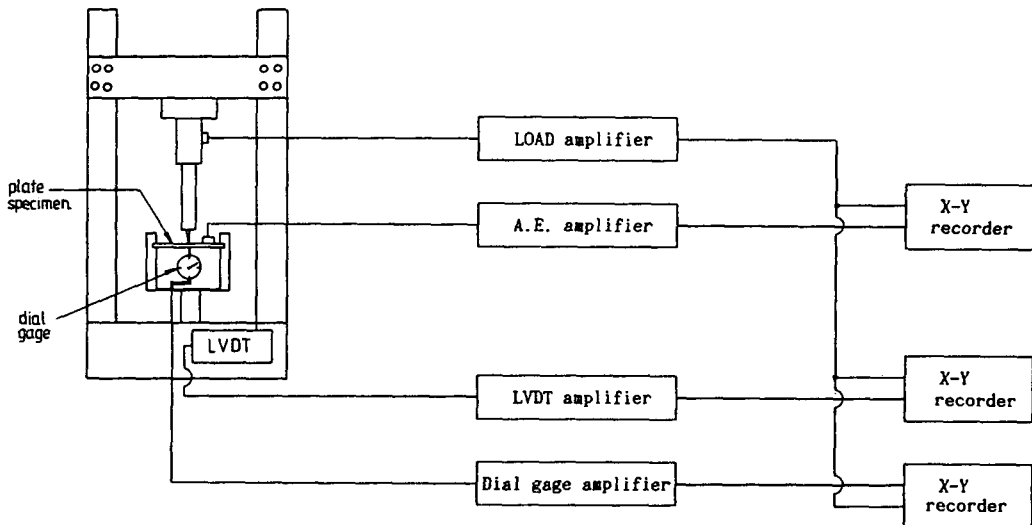 LOAD amplifier
plate
specimen.
A.E. amplifier
X-Y
recorder
dial
gage
LVDT
LVDT amplifier
X-Y
recorder
Dial gage amplifier
X-Y
recorder